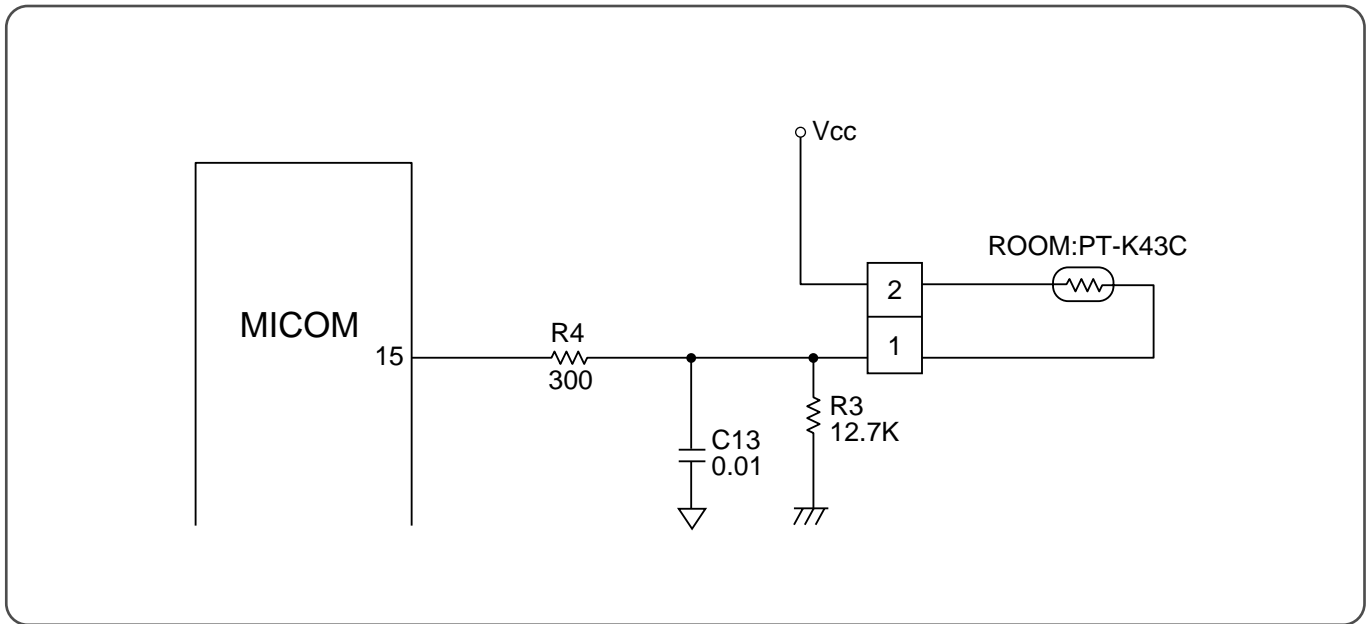 Vcc
ROOM:PT-K43C
2
MICOM
R4
15
1
300
R3
12.7K
C13
0.01